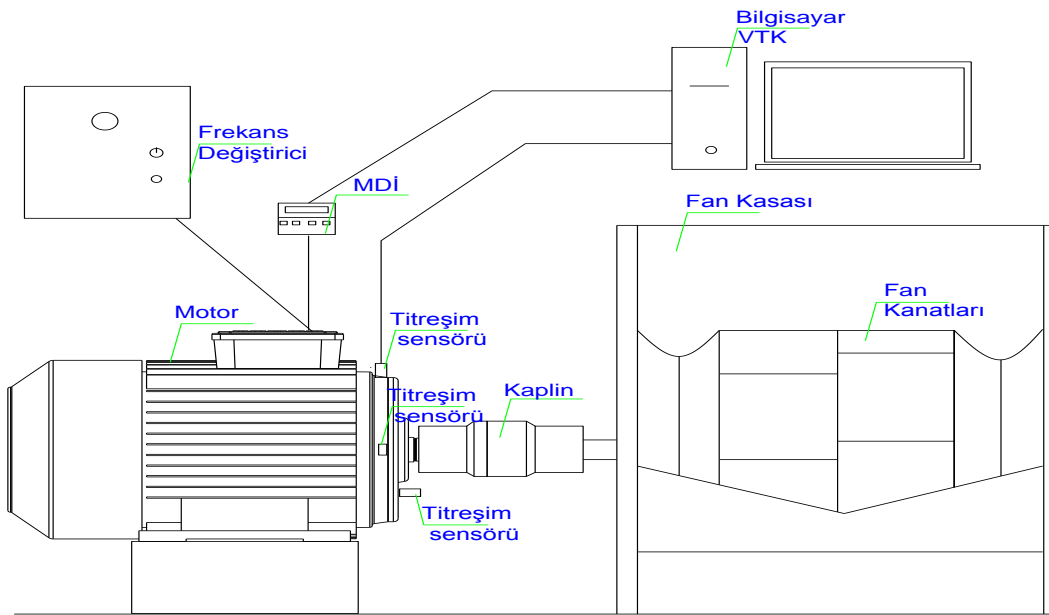 Bilgisayar
VTK
Frekans
Değiştirici
MDİ
Fan Kasası
Fan
Kanatları
Motor
Titreşim
sensörü
Titreşim
sensörü
Kaplin
Titreşim
sensörü